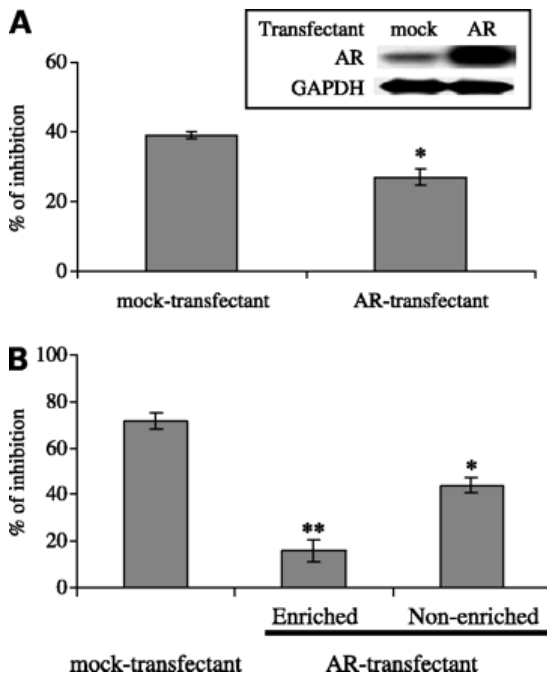 A
Transfectant mock AR
AR
GAPDH
60
40
20
0
% of inhibition
*
mock-transfectant AR-transfectant
B
100
80
60
40
20
0
% of inhibition
**
*
Enriched Non-enriched
mock-transfectant AR-transfectant